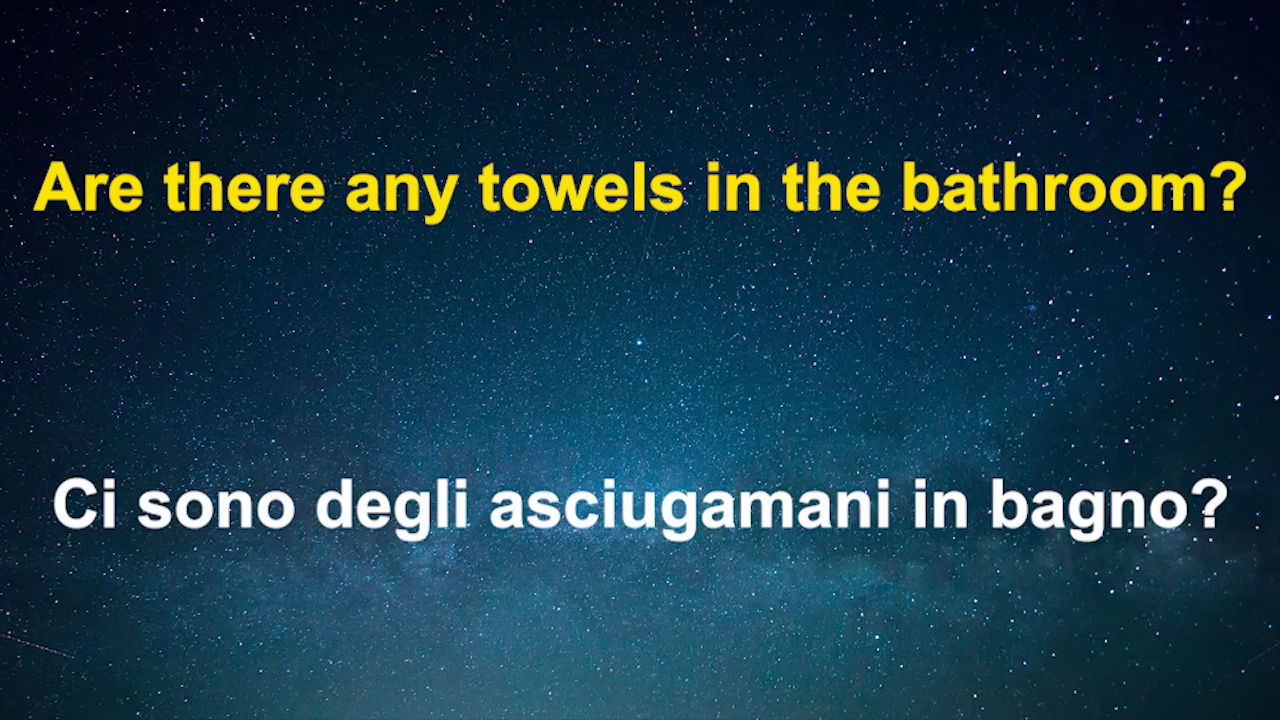 Are there any towels in the bathroom?
Ci sono degli asciugamani in bagno?